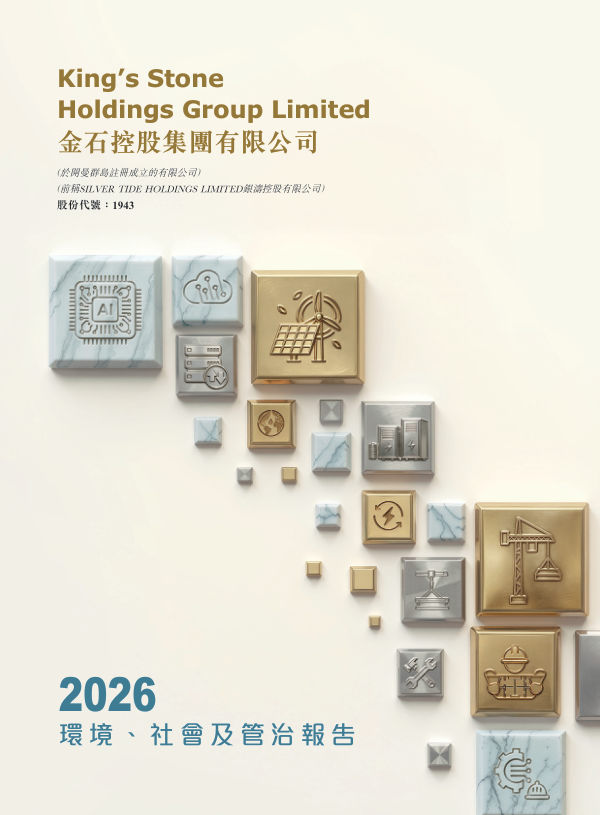 King’s Stone
Holdings Group Limited
金石控股集團有限公司
(於開曼群島註冊成立的有限公司)
(前稱SILVER TIDE HOLDINGS LIMITED銀濤控股有限公司)
股份代號：1943
AI
2026
環境、社會及管治報告